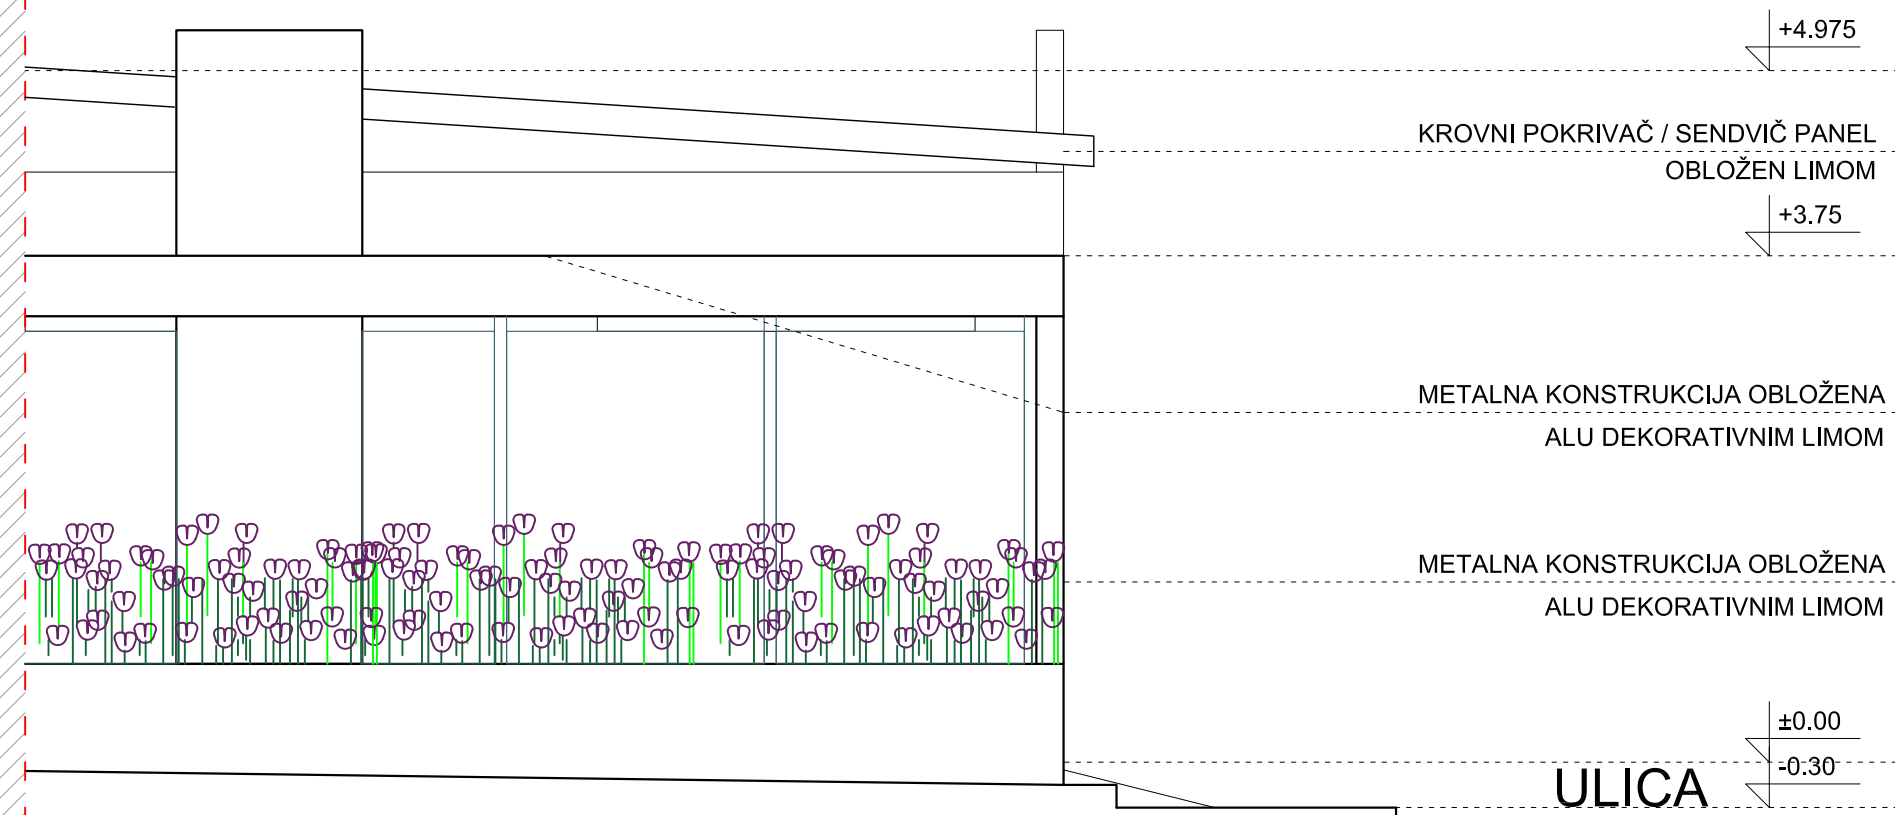 +4.975
KROVNI POKRIVAČ / SENDVIČ PANEL
OBLOŽEN LIMOM
+3.75
METALNA KONSTRUKCIJA OBLOŽENA
ALU DEKORATIVNIM LIMOM
METALNA KONSTRUKCIJA OBLOŽENA
ALU DEKORATIVNIM LIMOM
±0.00
-0.30
ULICA